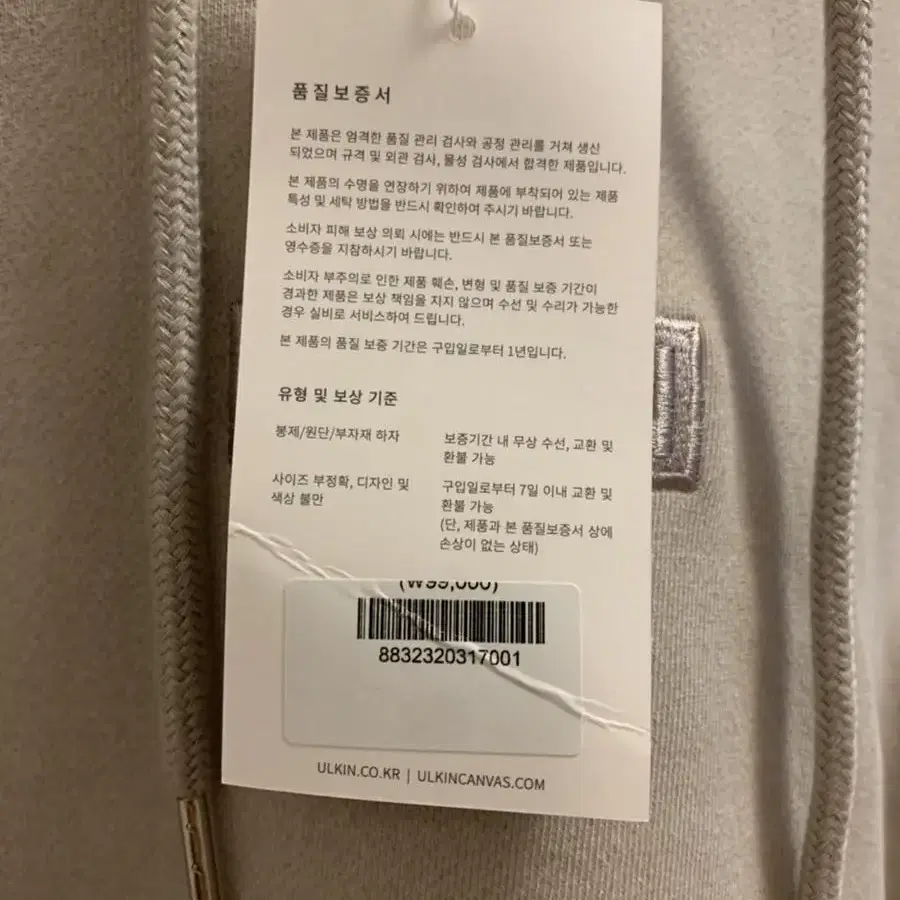 품질보증서
본 제품은 엄격한 품질 관리 검사와 공정 관리를 거쳐 생산
되었으며 규격 및 외관 검사, 물성 검사에서 합격한 제품입니다.
본 제품의 수명을 연장하기 위하여 제품에 부착되어 있는 제품
특성 및 세탁 방법을 반드시 확인하여 주시기 바랍니다.
소비자 피해 보상 의뢰 시에는 반드시 본 품질보증서 또는
영수증을 지참하시기 바랍니다.
소비자 부주의로 인한 제품 훼손, 변형 및 품질 보증 기간이
경과한 제품은 보상 책임을 지지 않으며 수선 및 수리가 가능한
경우 실비로 서비스하여 드립니다.
본 제품의 품질 보증 기간은 구입일로부터 1년입니다.
유형 및 보상 기준
봉제/원단/부자재 하자
보증기간 내 무상 수선, 교환 및
환불 가능
사이즈 부정확, 디자인 및
색상 불만
구입일로부터 7일 이내 교환 및
환불 가능
(단, 제품과 본 품질보증서 상에
손상이 없는 상태)
(₩99,000)
8832320317001
ULKIN.CO.KR | ULKINCANVAS.COM